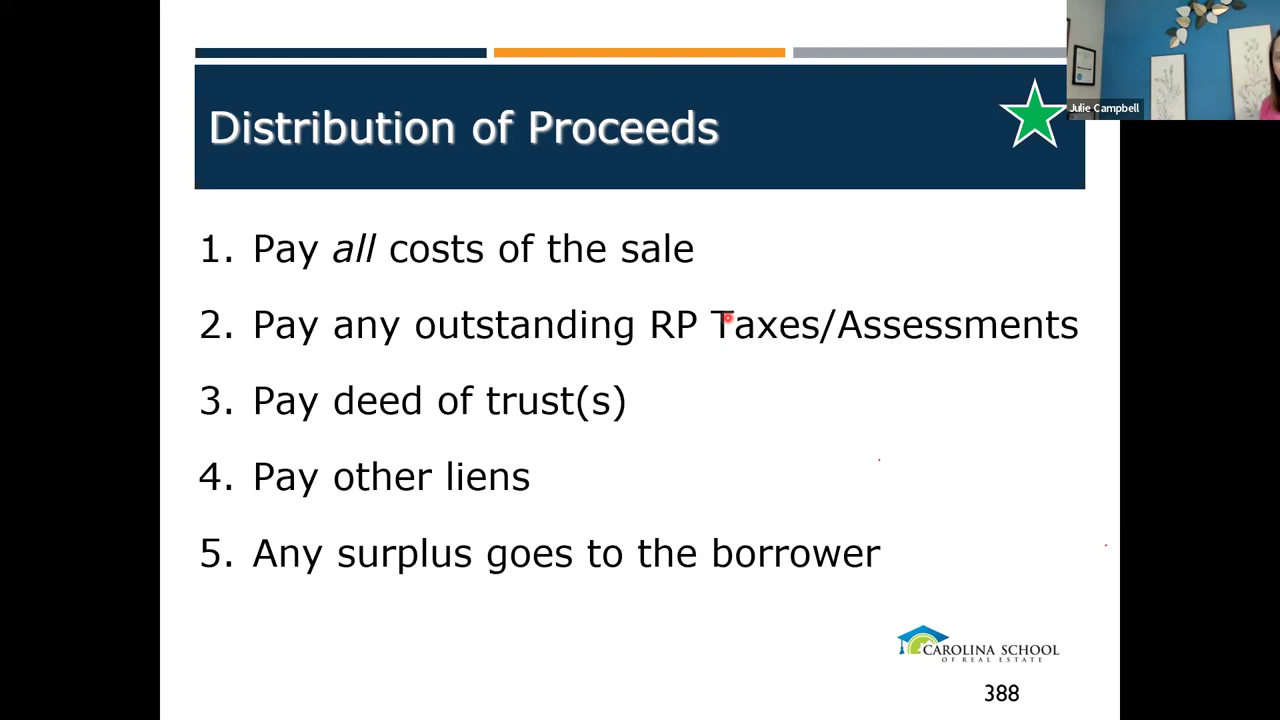 Distribution of Proceeds
Julie Campbell
1. Pay all costs of the sale
2. Pay any outstanding RP Taxes/Assessments
3. Pay deed of trust(s)
4. Pay other liens
5. Any surplus goes to the borrower
CAROLINA SCHOOL
OF REAL ESTATE
388